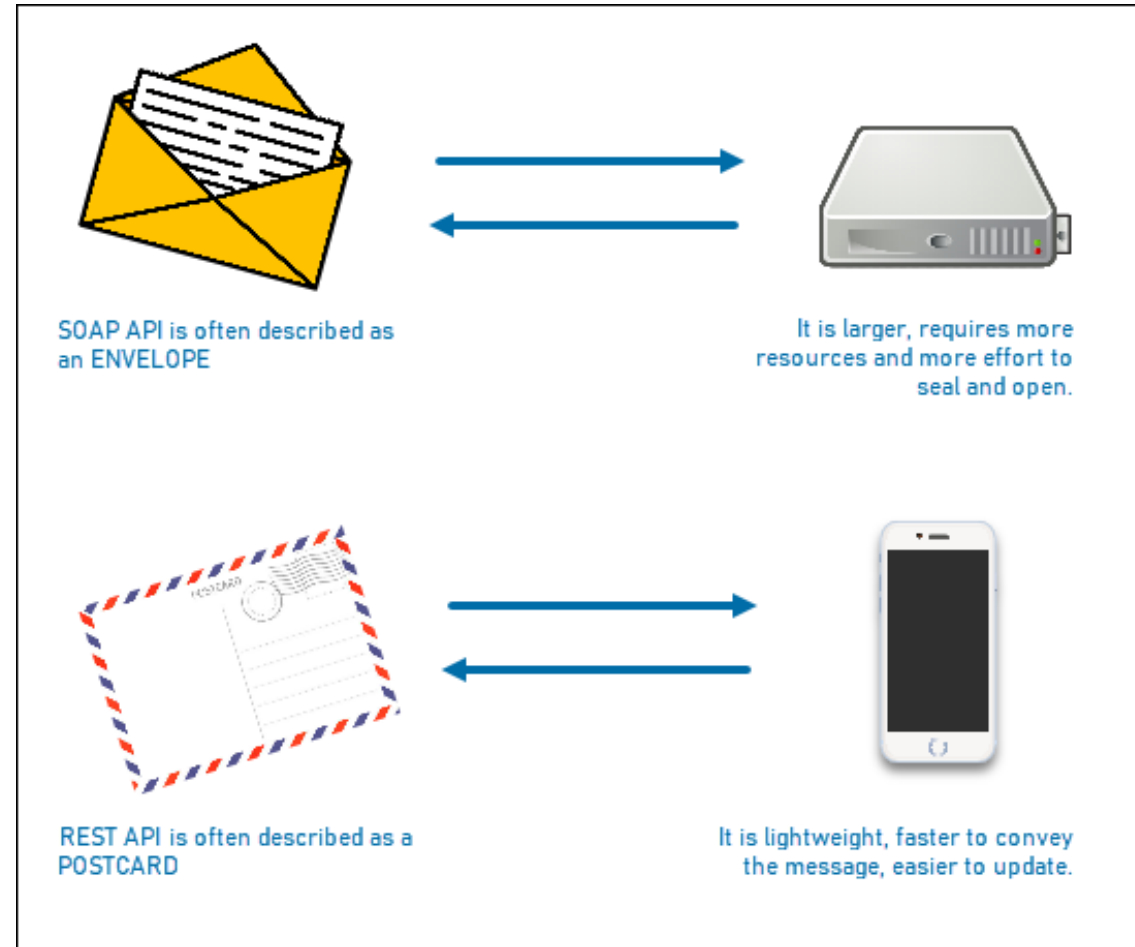 SOAP API is often described as
an ENVELOPE
It is larger, requires more
resources and more effort to
seal and open.
POSTCARD
REST API is often described as a
POSTCARD
It is lightweight, faster to convey
the message, easier to update.